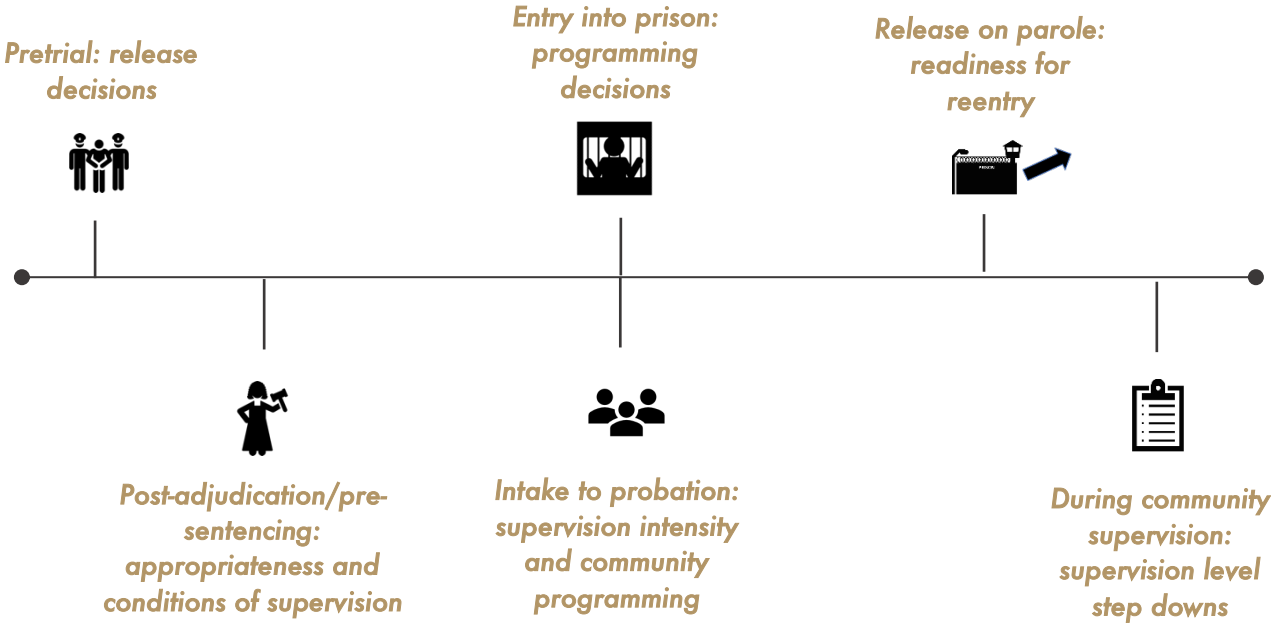 Pretrial: release
decisions
Entry into prison:
programming
decisions
Release on parole:
readiness for
reentry
Post-adjudication/pre-
sentencing:
appropriateness and
conditions of supervision
Intake to probation:
supervision intensity
and community
programming
During community
supervision:
supervision level
step downs